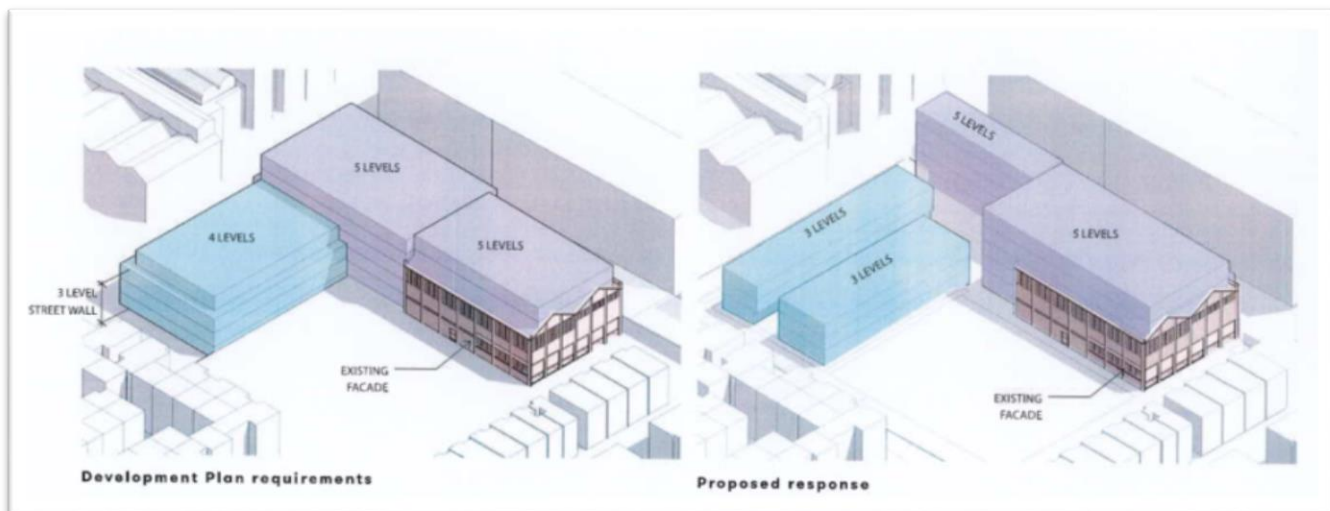 5 LEVELS
4 LEVELS
5 LEVELS
3 LEVEL
STREET WALL
EXISTING
FACADE
Development Plan requirements
5 LEVELS
3 LEVELS
3 LEVELS
5 LEVELS
EXISTING
FACADE
Proposed response